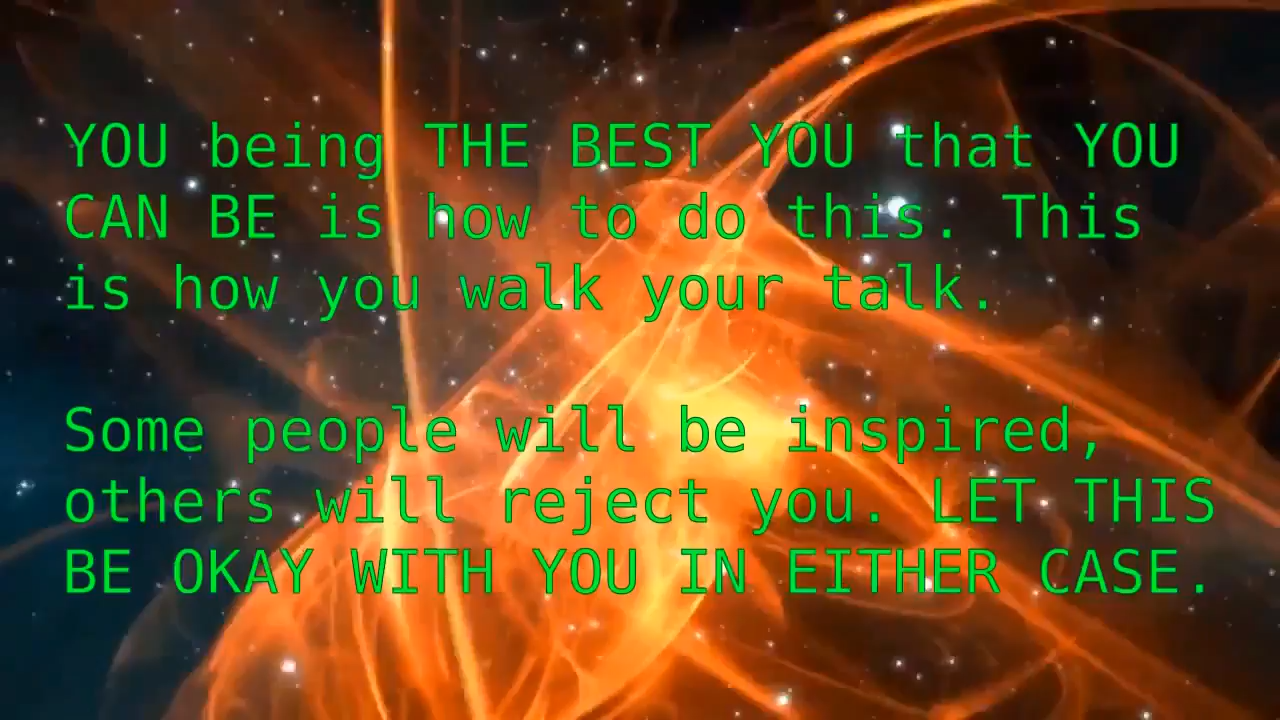 YOU being THE BEST YOU that YOU
CAN BE is how to do this. This
is how you walk your talk.
Some people will be inspired,
others will reject you. LET THIS
BE OKAY WITH YOU IN EITHER CASE.